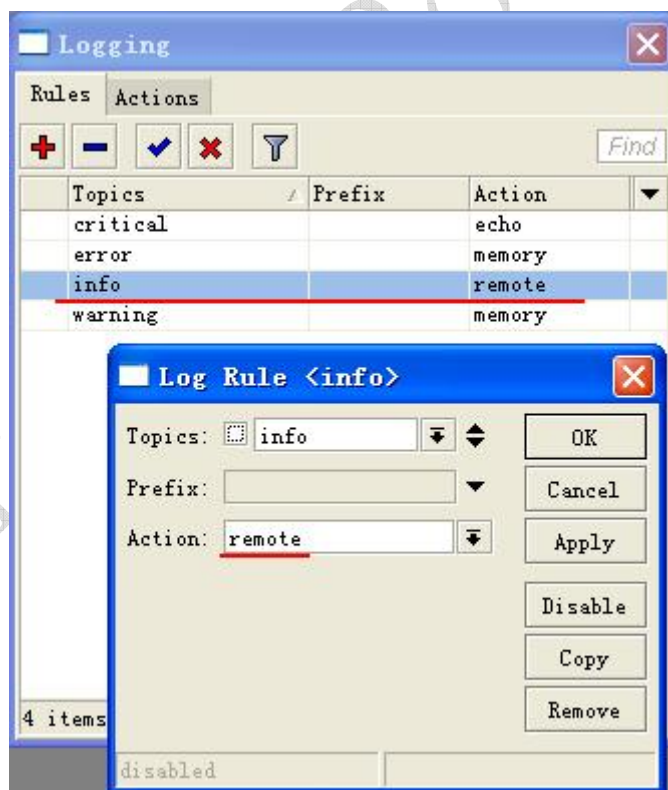 Logging
Rules Actions
Find
Topics Prefix Action
critical echo
error memory
info remote
warning memory
Log Rule <info>
Topics: info OK
Prefix: Cancel
Action: remote Apply
Disable
Copy
4 items Remove
disabled